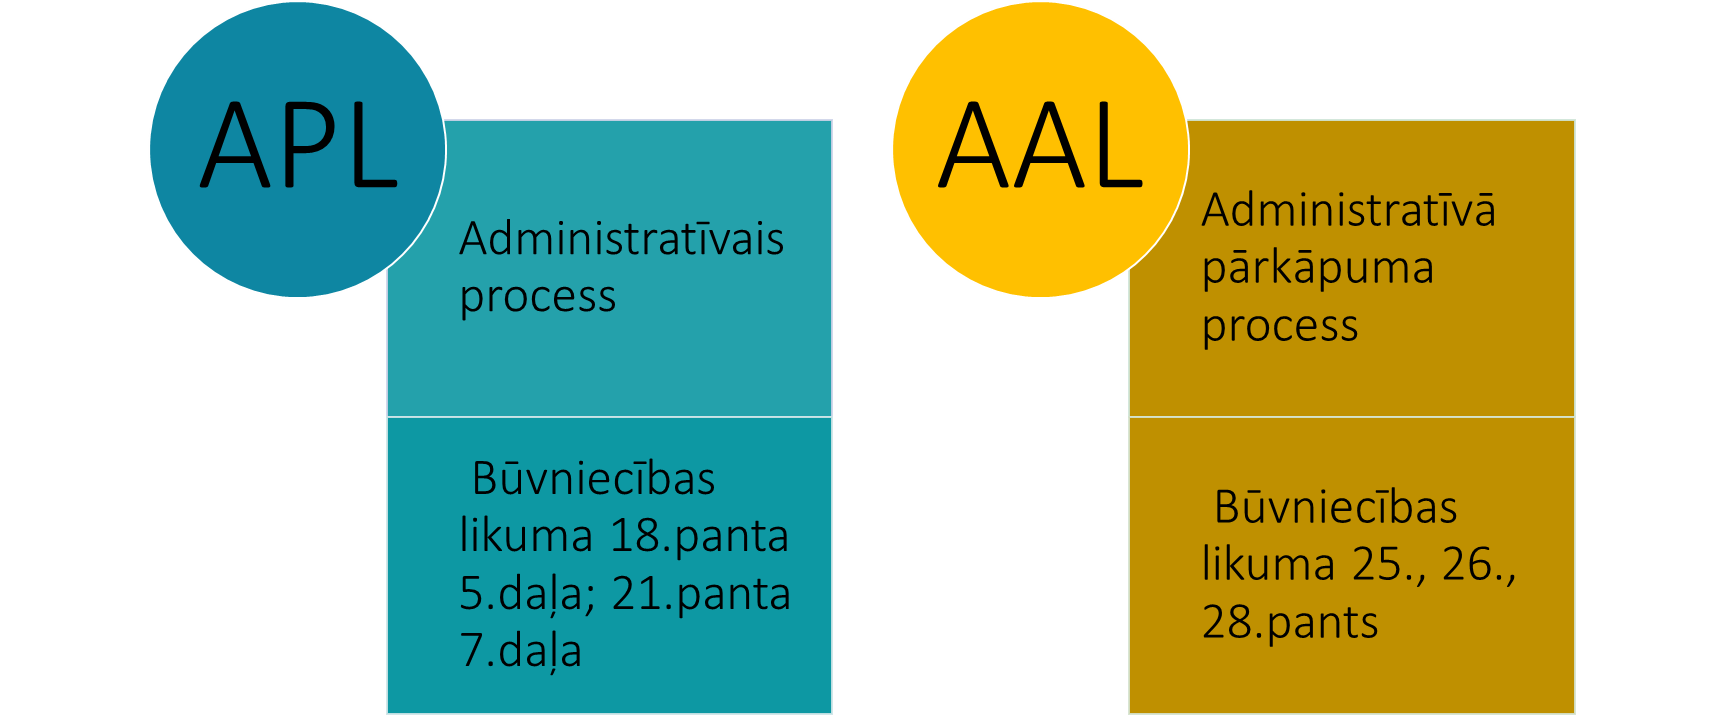 APL
Administratīvais
process
Būvniecības
likuma 18.panta
5.daļa; 21.panta
7.daļa
AAL
Administratīvā
pārkāpuma
process
Būvniecības
likuma 25., 26.,
28.pants